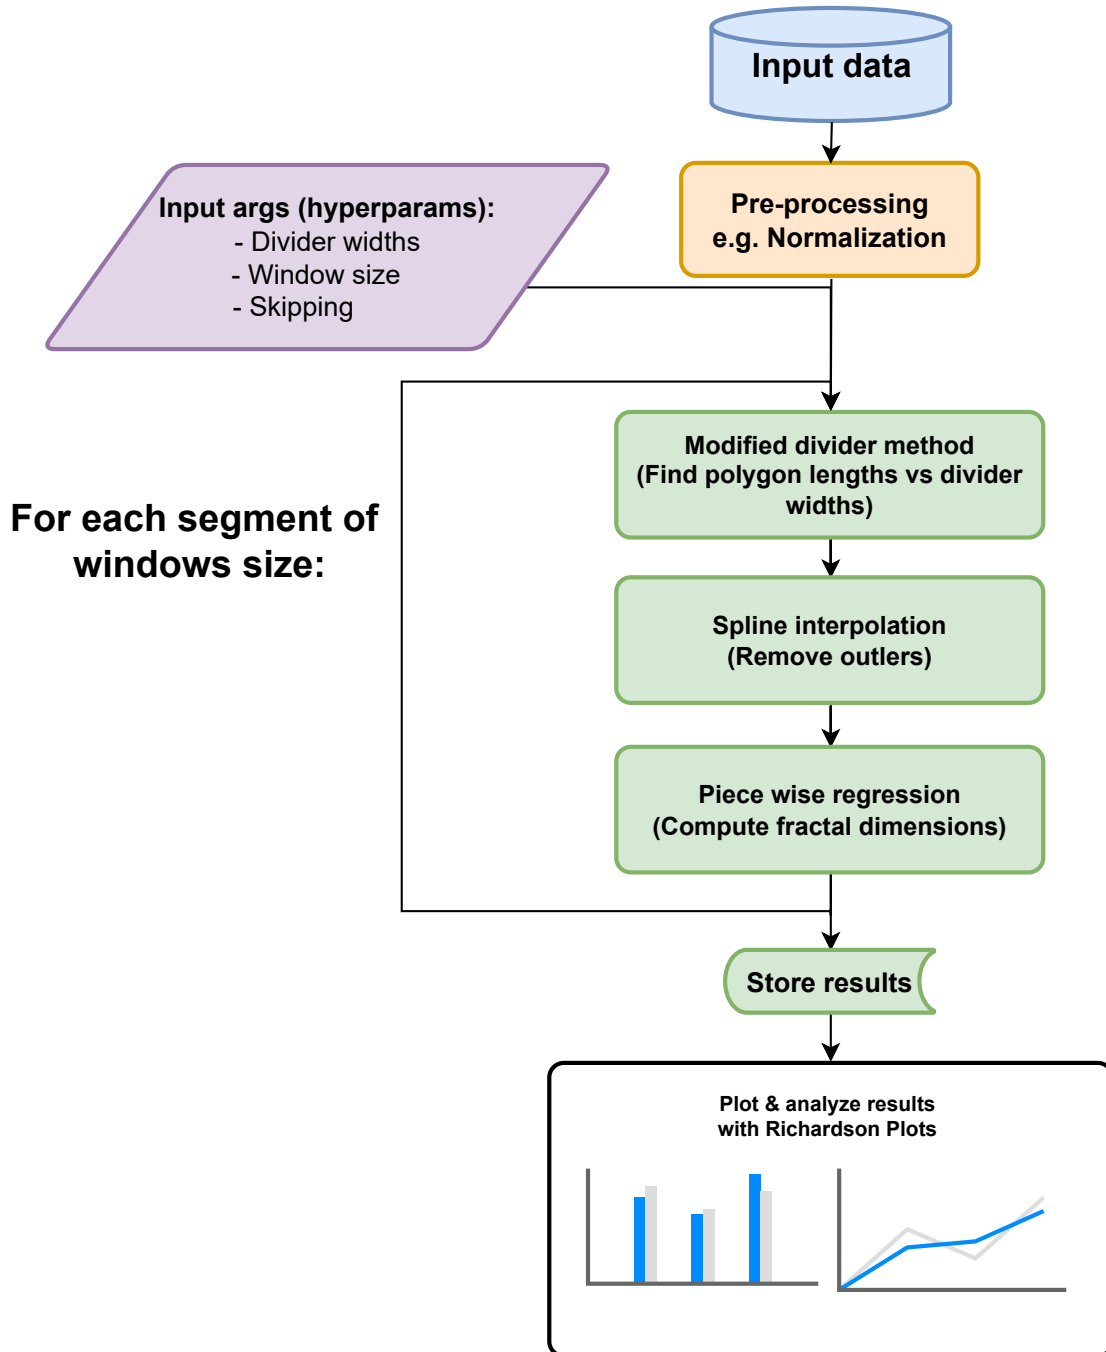 Input data
Pre-processing
e.g. Normalization
Input args (hyperparams):
- Divider widths
- Window size
- Skipping
For each segment of
windows size:
Modified divider method
(Find polygon lengths vs divider
widths)
Spline interpolation
(Remove outlers)
Piece wise regression
(Compute fractal dimensions)
Store results
Plot & analyze results
with Richardson Plots